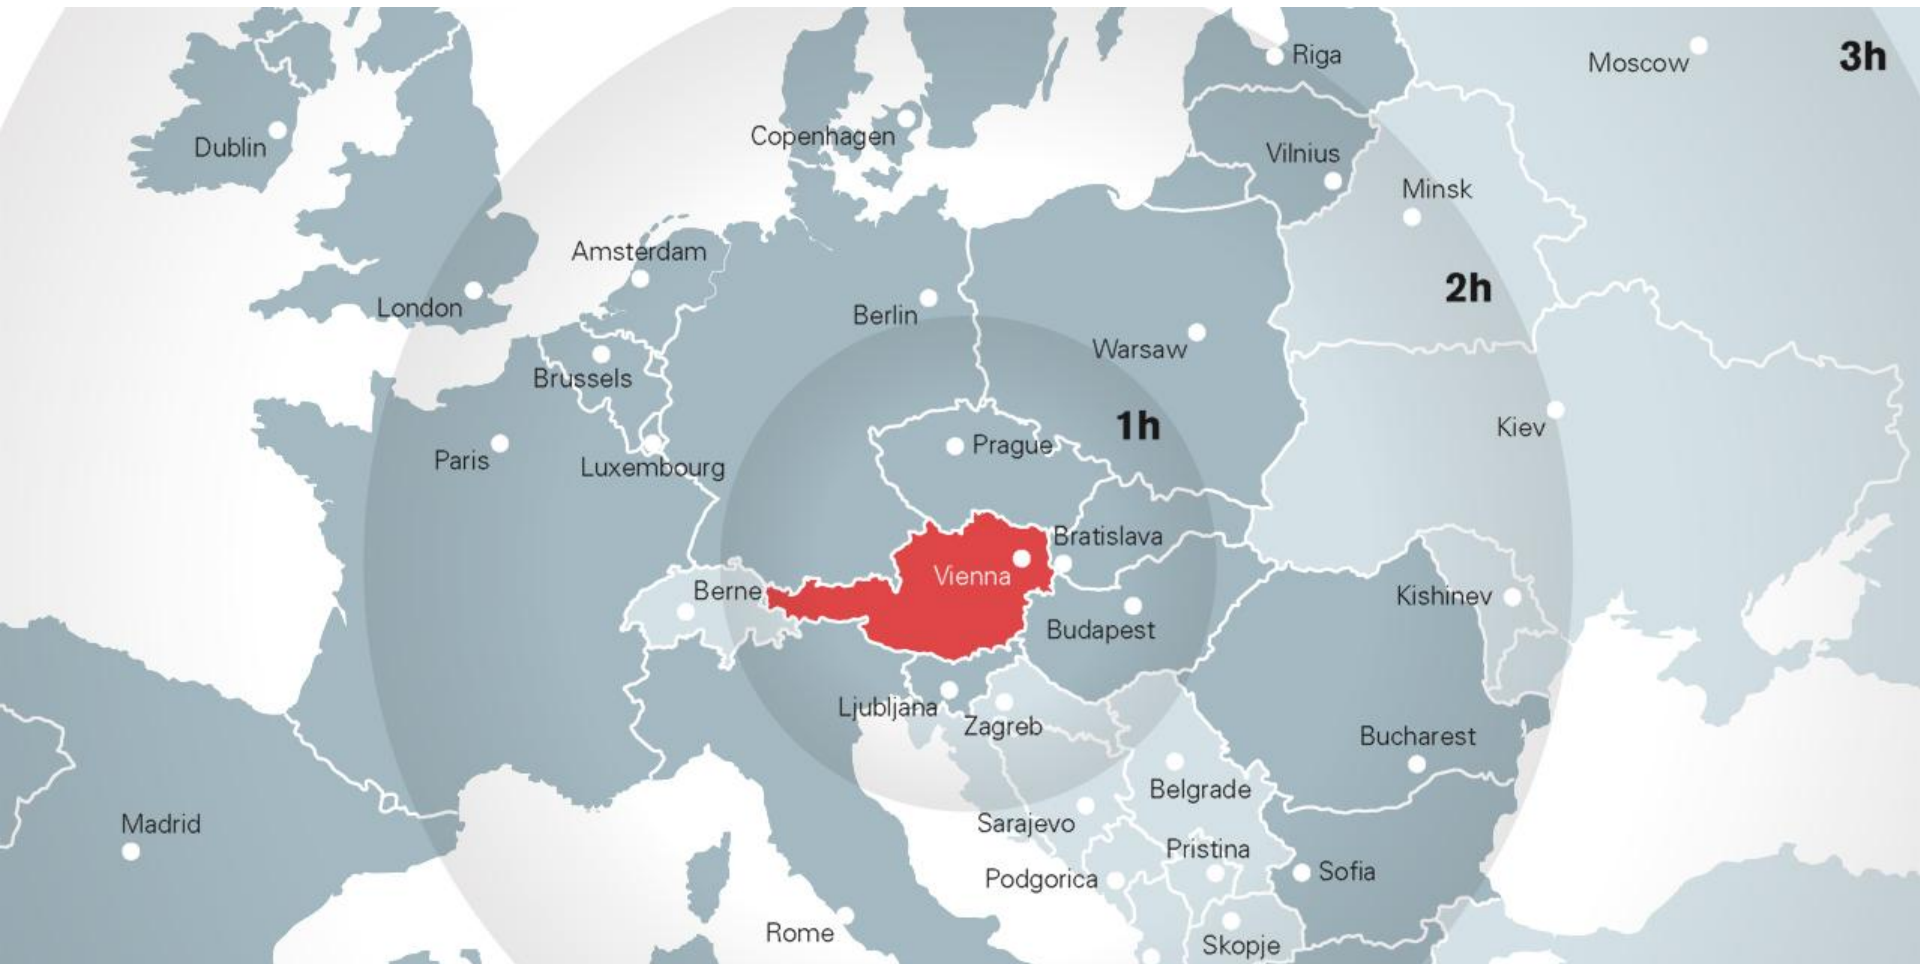 Riga
Moscow
3h
Copenhagen
Dublin
Vilnius
Minsk
Amsterdam
2h
London
Berlin
Warsaw
Brussels
1h
Kiev
Prague
Paris
Luxembourg
Bratislava
Vienna
Berne
Kishinev
Budapest
Ljubljana
Zagreb
Bucharest
Belgrade
Madrid
Sarajevo
Pristina
Sofia
Podgorica
Rome
Skopje